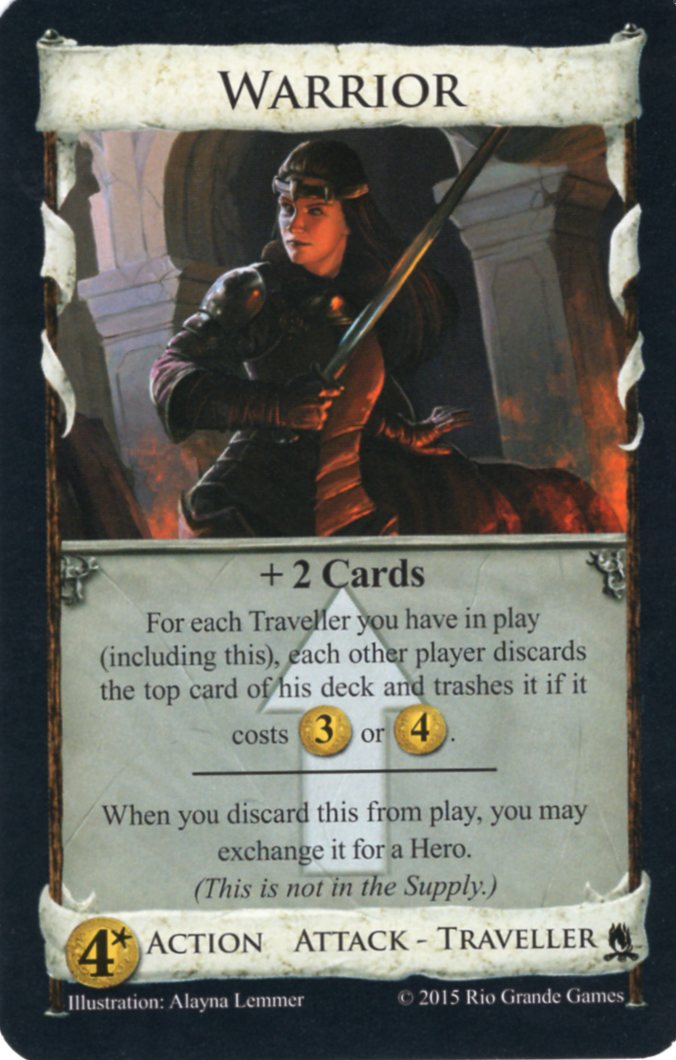 WARRIOR
+ 2 Cards
For each Traveller you have in play
(including this), each other player discards
the top card of his deck and trashes it if it
costs 3 or 4.
When you discard this from play, you may
exchange it for a Hero.
(This is not in the Supply.)
4* ACTION ATTACK - TRAVELLER
Illustration: Alayna Lemmer © 2015 Rio Grande Games